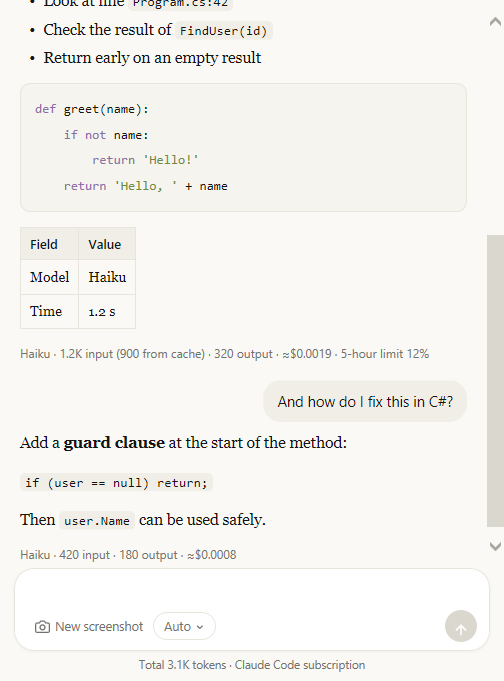 • Look at line Program.cs:42
• Check the result of FindUser(id)
• Return early on an empty result
def greet(name):
    if not name:
        return 'Hello!'
    return 'Hello, ' + name
Field Value
Model Haiku
Time 1.2 s
Haiku · 1.2K input (900 from cache) · 320 output · ≈$0.0019 · 5-hour limit 12%
And how do I fix this in C#?
Add a guard clause at the start of the method:
if (user == null) return;
Then user.Name can be used safely.
Haiku · 420 input · 180 output · ≈$0.0008
New screenshot Auto
Total 3.1K tokens · Claude Code subscription